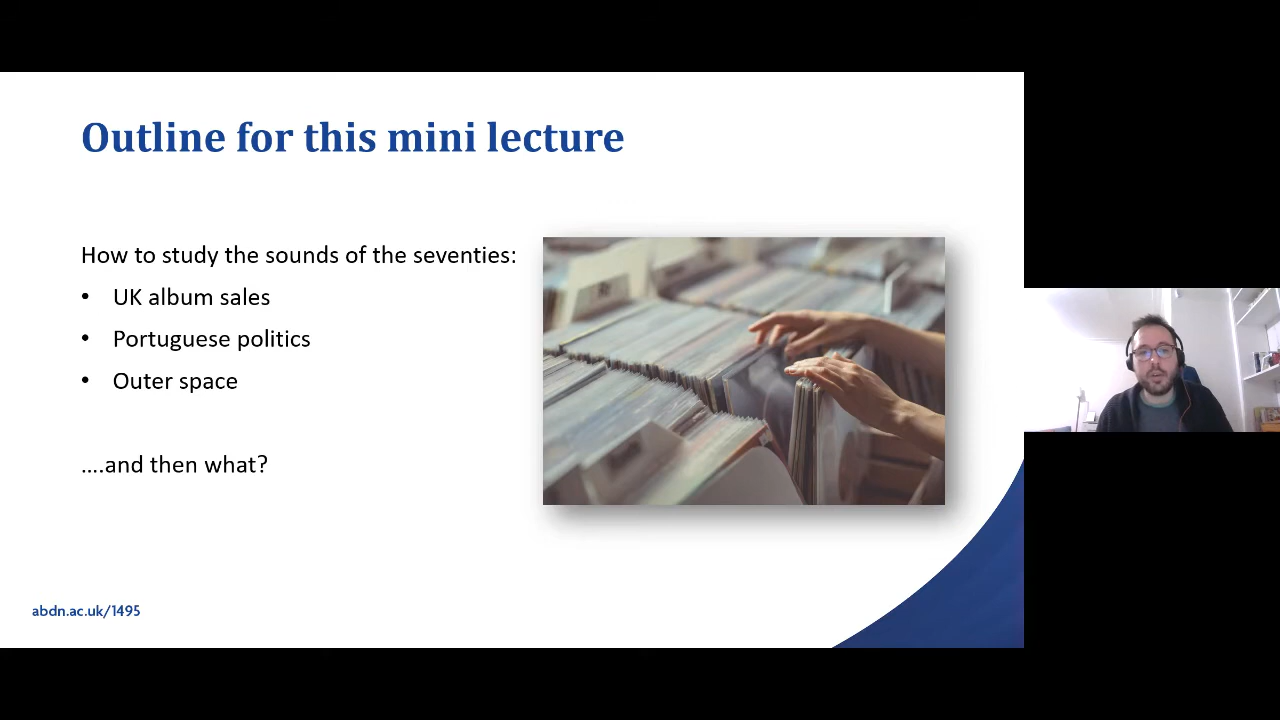 Outline for this mini lecture
How to study the sounds of the seventies:
• UK album sales
• Portuguese politics
• Outer space
....and then what?
abdn.ac.uk/1495